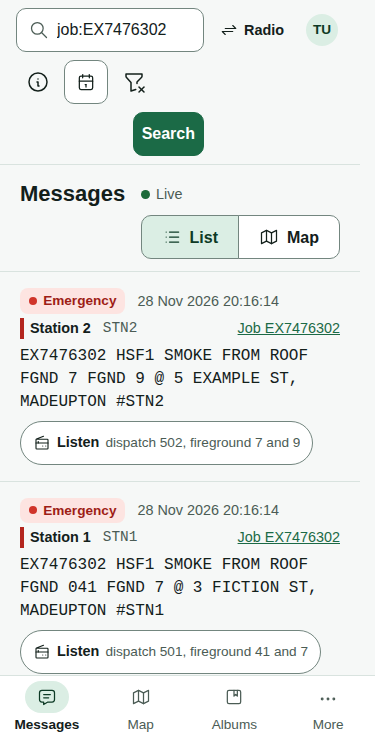 job:EX7476302
Radio
TU
Search
Messages
Live
List
Map
Emergency
28 Nov 2026 20:16:14
Station 2 STN2
Job EX7476302
EX7476302 HSF1 SMOKE FROM ROOF
FGND 7 FGND 9 @ 5 EXAMPLE ST,
MADEUPTON #STN2
Listen dispatch 502, fireground 7 and 9
Emergency
28 Nov 2026 20:16:14
Station 1 STN1
Job EX7476302
EX7476302 HSF1 SMOKE FROM ROOF
FGND 041 FGND 7 @ 3 FICTION ST,
MADEUPTON #STN1
Listen dispatch 501, fireground 41 and 7
Messages
Map
Albums
More